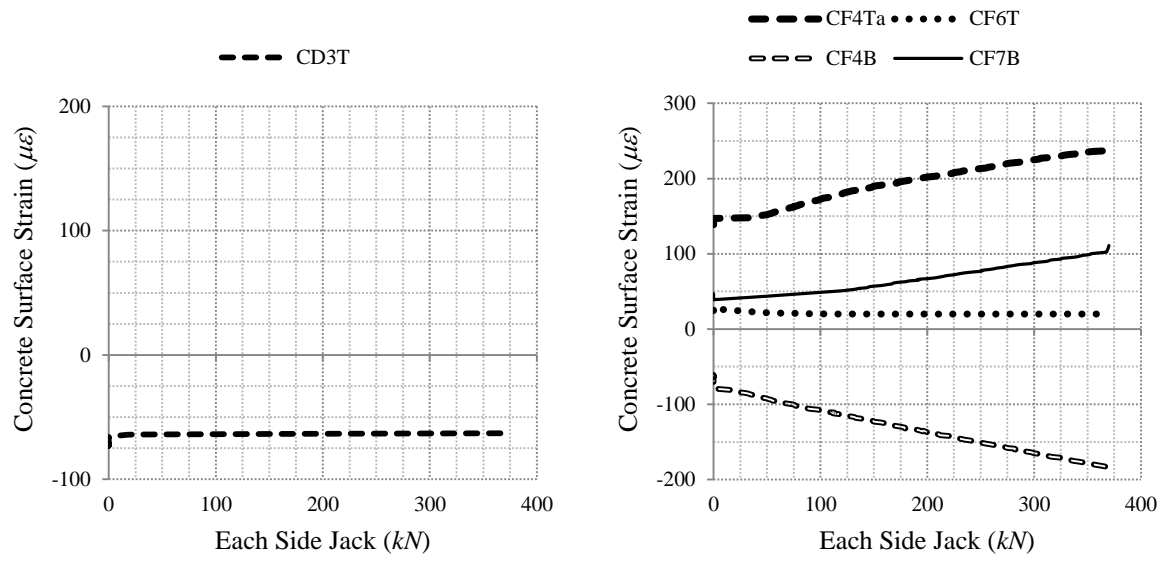 CD3T
200
100
0
-100
0
100
200
300
400
Concrete Surface Strain (με)
Each Side Jack (kN)
CF4Ta
CF6T
CF4B
CF7B
300
200
100
0
-100
-200
0
100
200
300
400
Concrete Surface Strain (με)
Each Side Jack (kN)